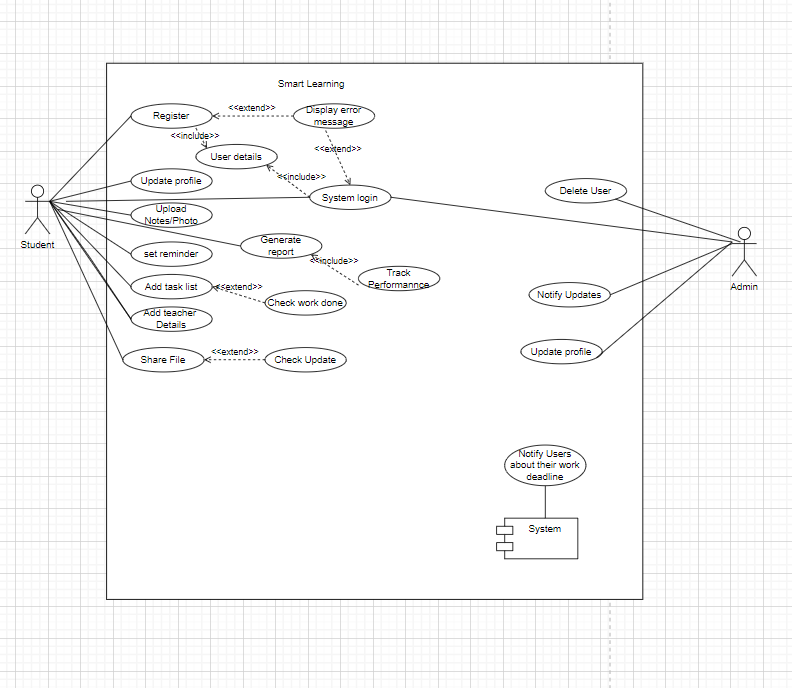 Smart Learning
Register
<<extend>>
Display error
message
<<include>>
<<extend>>
User details
Update profile
<<include>>
System login
Delete User
Upload
Notes/Photo
Student
Generate
report
set reminder
<<include>>
Track
Performannce
Admin
Add task list
<<extend>>
Check work done
Notify Updates
Add teacher
Details
Share File
<<extend>>
Check Update
Update profile
Notify Users
about their work
deadline
System